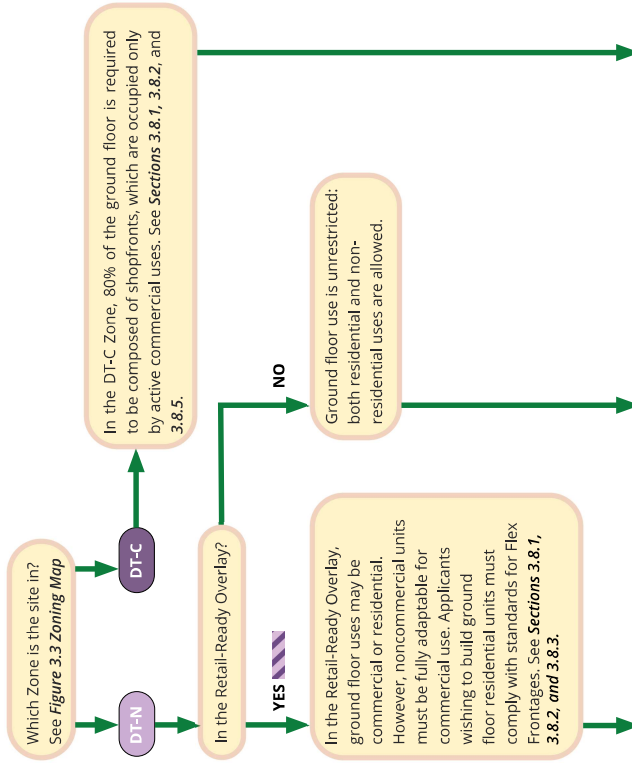 Which Zone is the site in?
See Figure 3.3 Zoning Map
DT-N
DT-C
In the DT-C Zone, 80% of the ground floor is required
to be composed of shopfronts, which are occupied only
by active commercial uses. See Sections 3.8.1, 3.8.2, and
3.8.5.
In the Retail-Ready Overlay?
YES
NO
In the Retail-Ready Overlay,
ground floor uses may be
commercial or residential.
However, noncommercial units
must be fully adaptable for
commercial use. Applicants
wishing to build ground
floor residential units must
comply with standards for Flex
Frontages. See Sections 3.8.1,
3.8.2, and 3.8.3.
Ground floor use is unrestricted:
both residential and non-
residential uses are allowed.